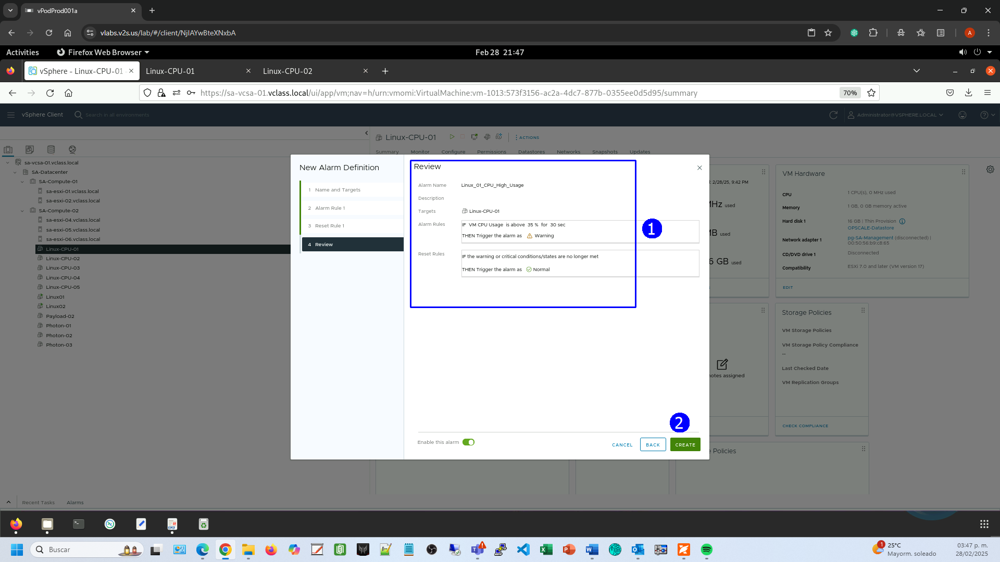 vPodProd001a
vlabs.v2s.us/lab/#/client/NjIAYwBteXNxbA
A
Activities
Firefox Web Browser
Feb 28 21:47
vSphere - Linux-CPU-01
Linux-CPU-01
Linux-CPU-02
https://sa-vcsa-01.vclass.local/ui/app/vm;nav=h/urn:vmomi:VirtualMachine:vm-1013:573f3156-ac2a-4dc7-877b-0355ee0d5d95/summary
70%
vSphere Client
Search in all environments
Administrator@VSPHERE.LOCAL
Linux-CPU-01
ACTIONS
Summary
Monitor
Configure
Permissions
Datastores
Networks
Snapshots
Updates
sa-vcsa-01.vclass.local
SA-Datacenter
SA-Compute-01
sa-esxi-01.vclass.local
sa-esxi-02.vclass.local
SA-Compute-02
sa-esxi-04.vclass.local
sa-esxi-05.vclass.local
sa-esxi-06.vclass.local
Linux-CPU-01
Linux-CPU-02
Linux-CPU-03
Linux-CPU-04
Linux-CPU-05
Linux01
Linux02
Payload-02
Photon-01
Photon-02
Photon-03
New Alarm Definition
1 Name and Targets
2 Alarm Rule 1
3 Reset Rule 1
4 Review
Review
Alarm Name Linux_01_CPU_High_Usage
Description
Targets Linux-CPU-01
Alarm Rules IF VM CPU Usage is above 35 % for 30 sec
THEN Trigger the alarm as Warning
Reset Rules IF the warning or critical conditions/states are no longer met
THEN Trigger the alarm as Normal
1
2
Enable this alarm
CANCEL
BACK
CREATE
: 2/28/25, 9:42 PM
Hz used
MB used
6 GB used
VM Hardware
CPU 1 CPU(s), 0 MHz used
Memory 1 GB, 0 GB memory active
Hard disk 1 16 GB | Thin Provision
OPSCALE-Datastore
Network adapter 1 pg-SA-Management (disconnected) |
00:50:56:b9:c8:65
CD/DVD drive 1 Disconnected
Compatibility ESXi 7.0 and later (VM version 17)
EDIT
notes assigned
Storage Policies
VM Storage Policies
VM Storage Policy Compliance
--
Last Checked Date
VM Replication Groups
CHECK COMPLIANCE
e Policies
Recent Tasks
Alarms
Buscar
1
25°C
Mayorm. soleado
03:47 p. m.
28/02/2025